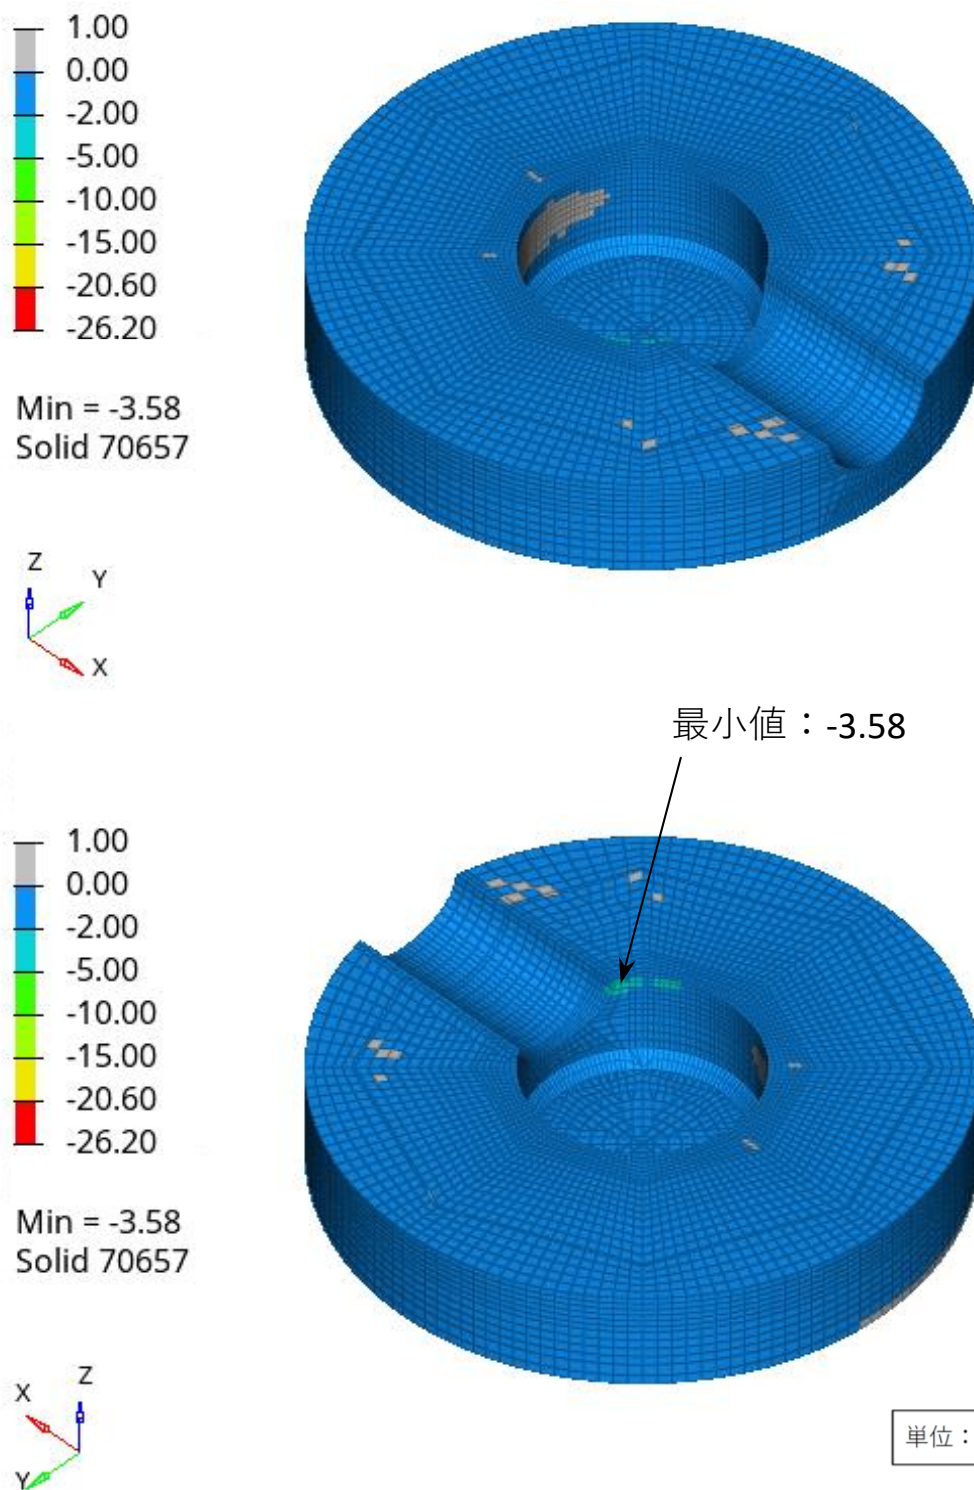 1.00
0.00
-2.00
-5.00
-10.00
-15.00
-20.60
-26.20
Min = -3.58
Solid 70657
Z
Y
X
最小値：-3.58
1.00
0.00
-2.00
-5.00
-10.00
-15.00
-20.60
-26.20
Min = -3.58
Solid 70657
Z
X
Y
単位：